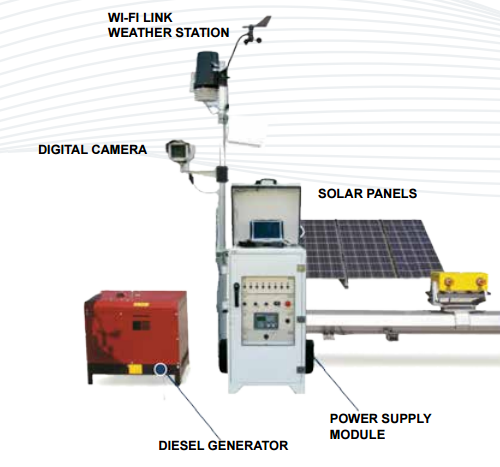 WI-FI LINK
WEATHER STATION
DIGITAL CAMERA
SOLAR PANELS
POWER SUPPLY
MODULE
DIESEL GENERATOR